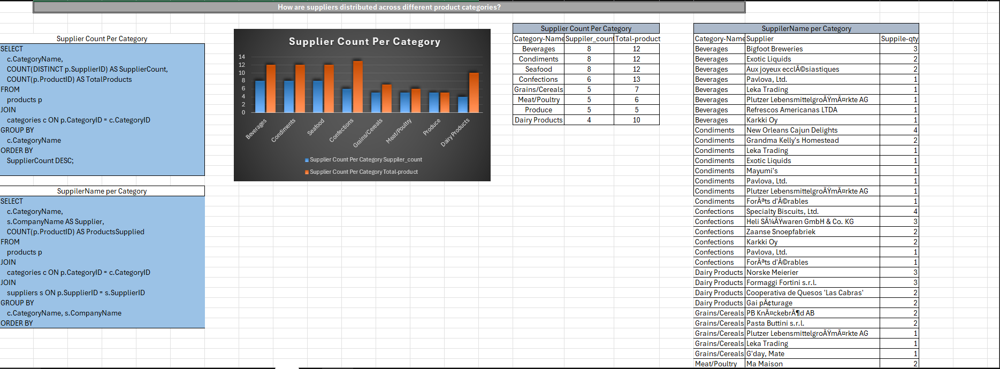 How are suppliers distributed across different product categories?
Supplier Count Per Category
SELECT
c.CategoryName,
COUNT(DISTINCT p.SupplierID) AS SupplierCount,
COUNT(p.ProductID) AS TotalProducts
FROM
products p
JOIN
categories c ON p.CategoryID = c.CategoryID
GROUP BY
c.CategoryName
ORDER BY
SupplierCount DESC;
SuppilerName per Category
SELECT
c.CategoryName,
s.CompanyName AS Supplier,
COUNT(p.ProductID) AS ProductsSupplied
FROM
products p
JOIN
categories c ON p.CategoryID = c.CategoryID
JOIN
suppliers s ON p.SupplierID = s.SupplierID
GROUP BY
c.CategoryName, s.CompanyName
ORDER BY
Supplier Count Per Category
14
12
10
8
6
4
2
0
Beverages
Condiments
Seafood
Confections
Grains/Cereals
Meat/Poultry
Produce
Dairy Products
Supplier Count Per Category Suppiler_count
Supplier Count Per Category Total-product
Supplier Count Per Category
Category-Name Suppiler_count Total-product
Beverages 8 12
Condiments 8 12
Seafood 8 12
Confections 6 13
Grains/Cereals 5 7
Meat/Poultry 5 6
Produce 5 5
Dairy Products 4 10
SuppilerName per Category
Category-Name Supplier Suppile-qty
Beverages Bigfoot Breweries 3
Beverages Exotic Liquids 2
Beverages Aux joyeux ecclÃ©siastiques 2
Beverages Pavlova, Ltd. 1
Beverages Leka Trading 1
Beverages Plutzer LebensmittelgroÃŸmÃ¤rkte AG 1
Beverages Refrescos Americanas LTDA 1
Beverages Karkki Oy 1
Condiments New Orleans Cajun Delights 4
Condiments Grandma Kelly's Homestead 2
Condiments Leka Trading 1
Condiments Exotic Liquids 1
Condiments Mayumi's 1
Condiments Pavlova, Ltd. 1
Condiments Plutzer LebensmittelgroÃŸmÃ¤rkte AG 1
Condiments ForÃªts d'Ã©rables 1
Confections Specialty Biscuits, Ltd. 4
Confections Heli SÃ¼ÃŸwaren GmbH & Co. KG 3
Confections Zaanse Snoepfabriek 2
Confections Karkki Oy 2
Confections Pavlova, Ltd. 1
Confections ForÃªts d'Ã©rables 1
Dairy Products Norske Meierier 3
Dairy Products Formaggi Fortini s.r.l. 3
Dairy Products Cooperativa de Quesos 'Las Cabras' 2
Dairy Products Gai pÃ¢turage 2
Grains/Cereals PB KnÃ¤ckebrÃ¶d AB 2
Grains/Cereals Pasta Buttini s.r.l. 2
Grains/Cereals Plutzer LebensmittelgroÃŸmÃ¤rkte AG 1
Grains/Cereals Leka Trading 1
Grains/Cereals G'day, Mate 1
Meat/Poultry Ma Maison 2